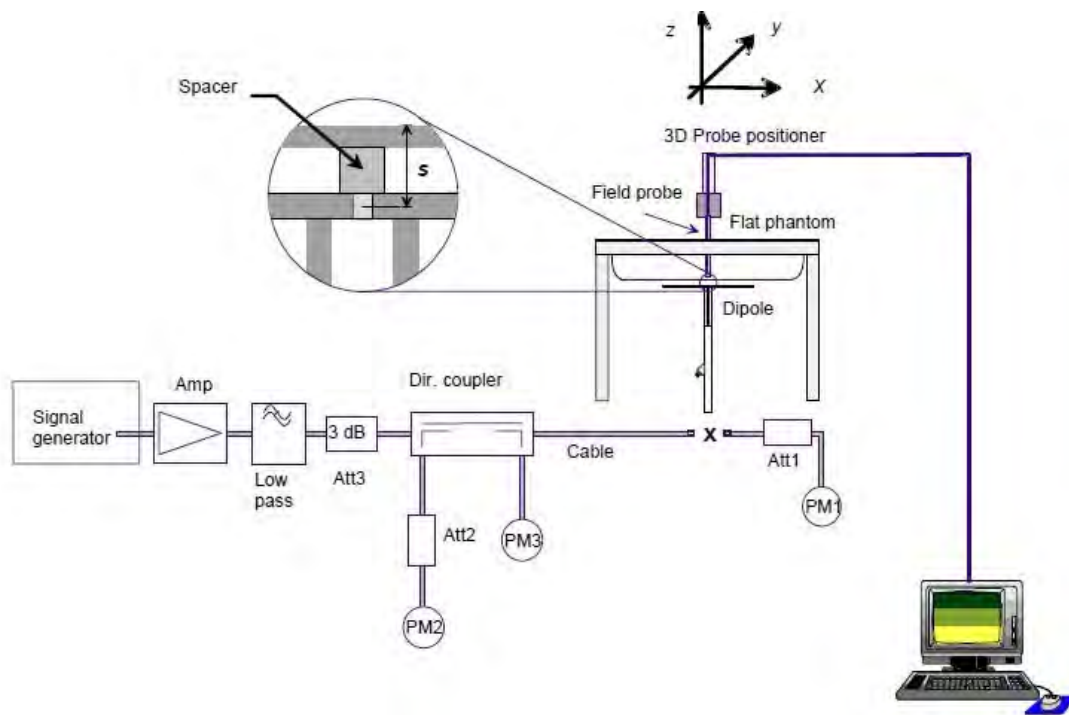 z
y
x
Spacer
s
3D Probe positioner
Field probe
Flat phantom
Dipole
Dir. coupler
Amp
Signal
generator
3 dB
X
Cable
Att1
Low
pass
Att3
PM1
Att2
PM3
PM2